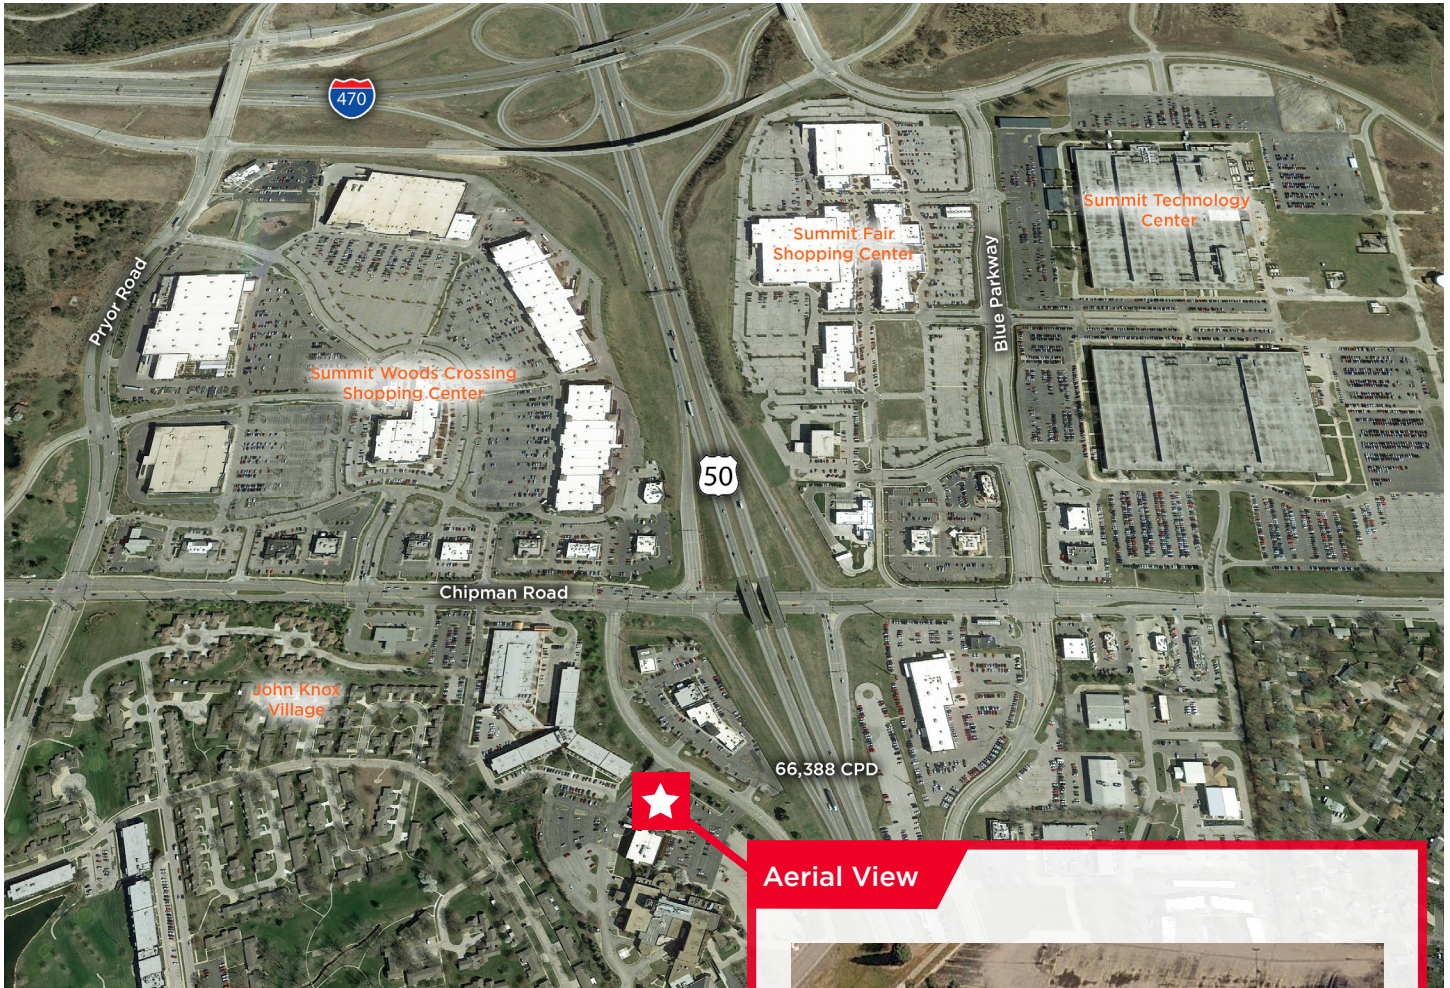 470
Summit Technology
Center
Summit Fair
Shopping Center
Pryor Road
Blue Parkway
Summit Woods Crossing
Shopping Center
50
Chipman Road
John Knox
Village
66,388 CPD
Aerial View